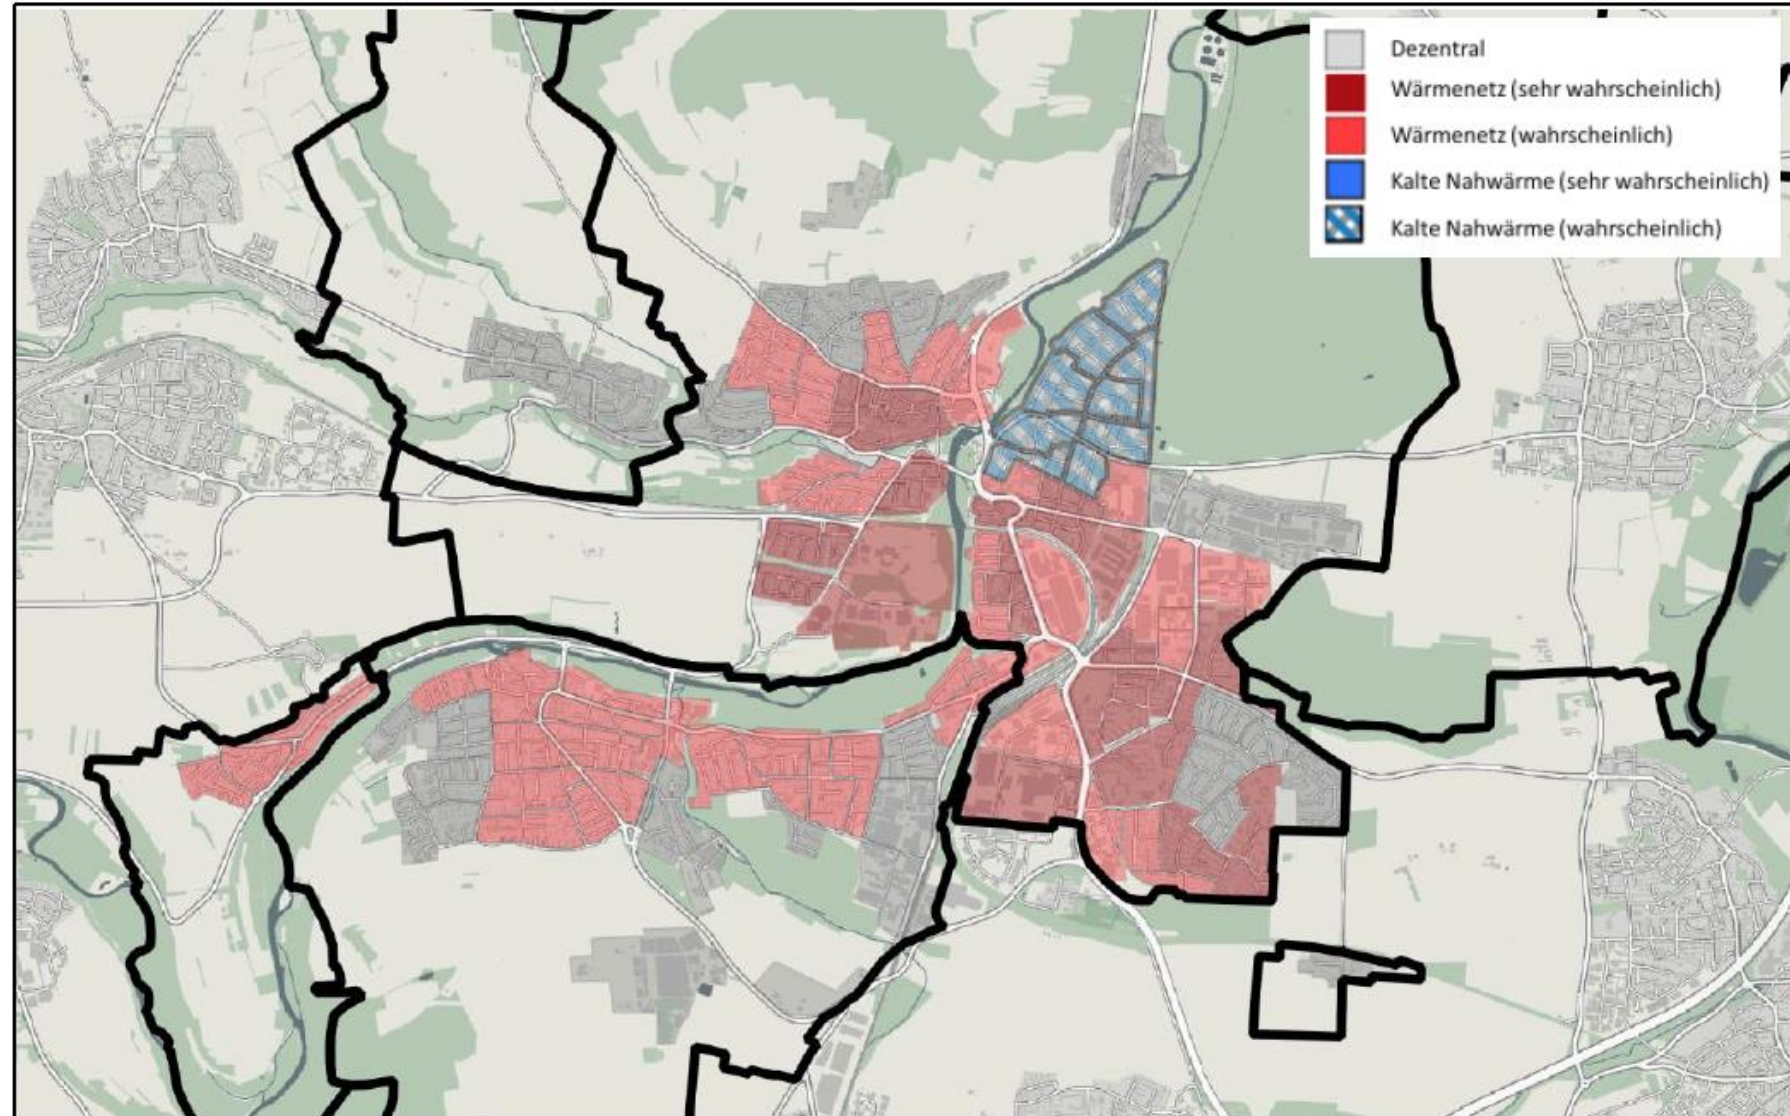 Dezentral
Wärmenetz (sehr wahrscheinlich)
Wärmenetz (wahrscheinlich)
Kalte Nahwärme (sehr wahrscheinlich)
Kalte Nahwärme (wahrscheinlich)